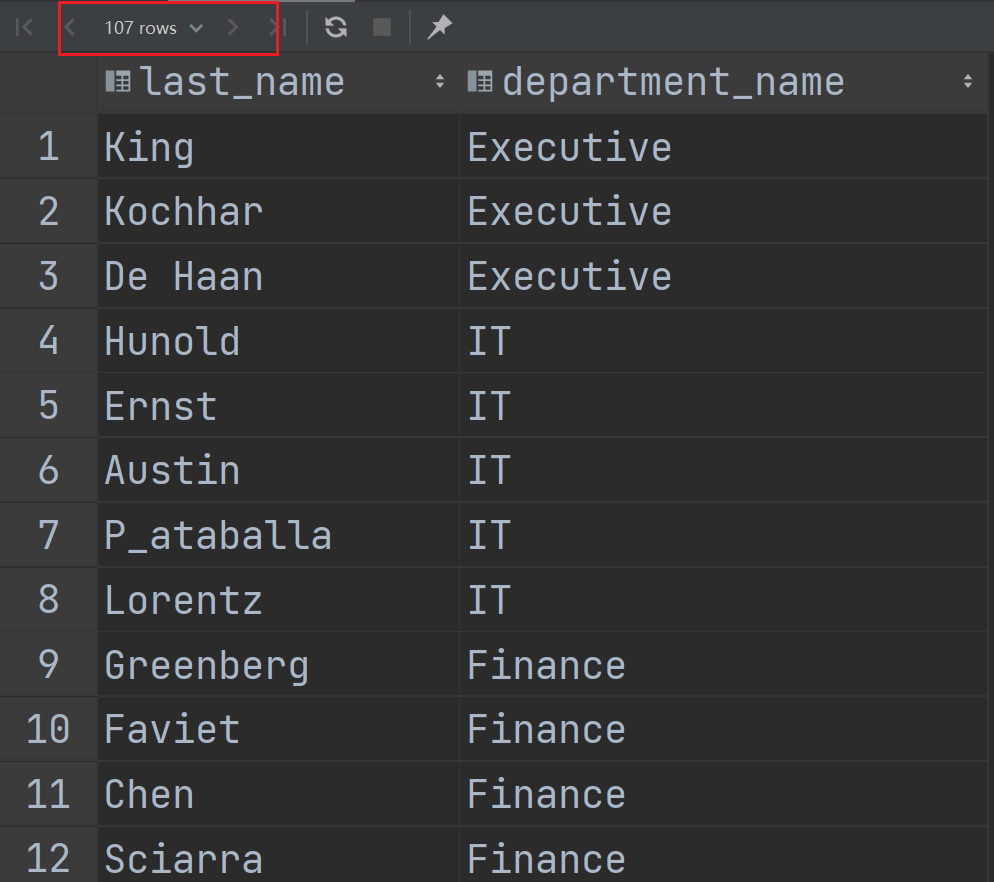 107 rows
last_name department_name
1 King Executive
2 Kochhar Executive
3 De Haan Executive
4 Hunold IT
5 Ernst IT
6 Austin IT
7 P_ataballa IT
8 Lorentz IT
9 Greenberg Finance
10 Faviet Finance
11 Chen Finance
12 Sciarra Finance